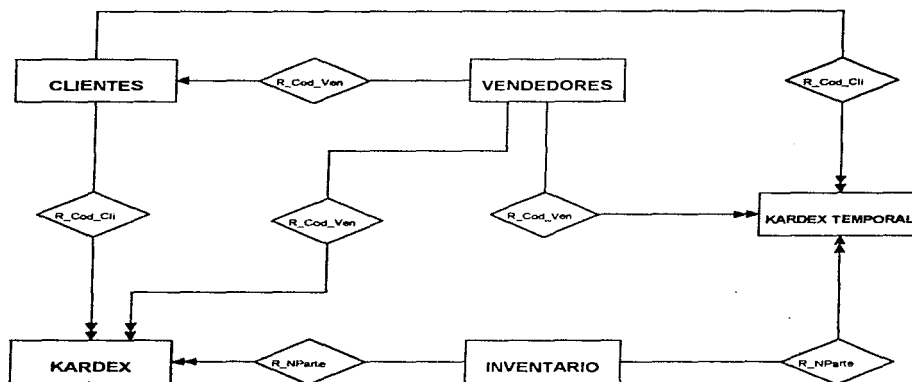 CLIENTES
R_Cod_Ven
VENDEDORES
R_Cod_Cli
R_Cod_Cli
R_Cod_Ven
R_Cod_Ven
KARDEX TEMPORAL
KARDEX
R_NParte
INVENTARIO
R_NParte